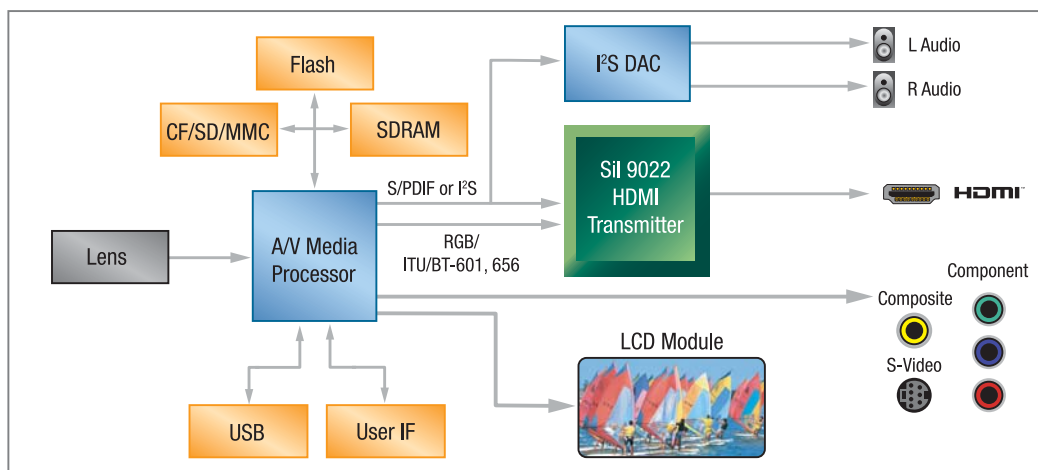 Flash
CF/SD/MMC
SDRAM
I²S DAC
L Audio
R Audio
S/PDIF or I²S
SiI 9022
HDMI
Transmitter
HDMI™
Lens
A/V Media
Processor
RGB/
ITU/BT-601, 656
Component
Composite
S-Video
LCD Module
USB
User IF